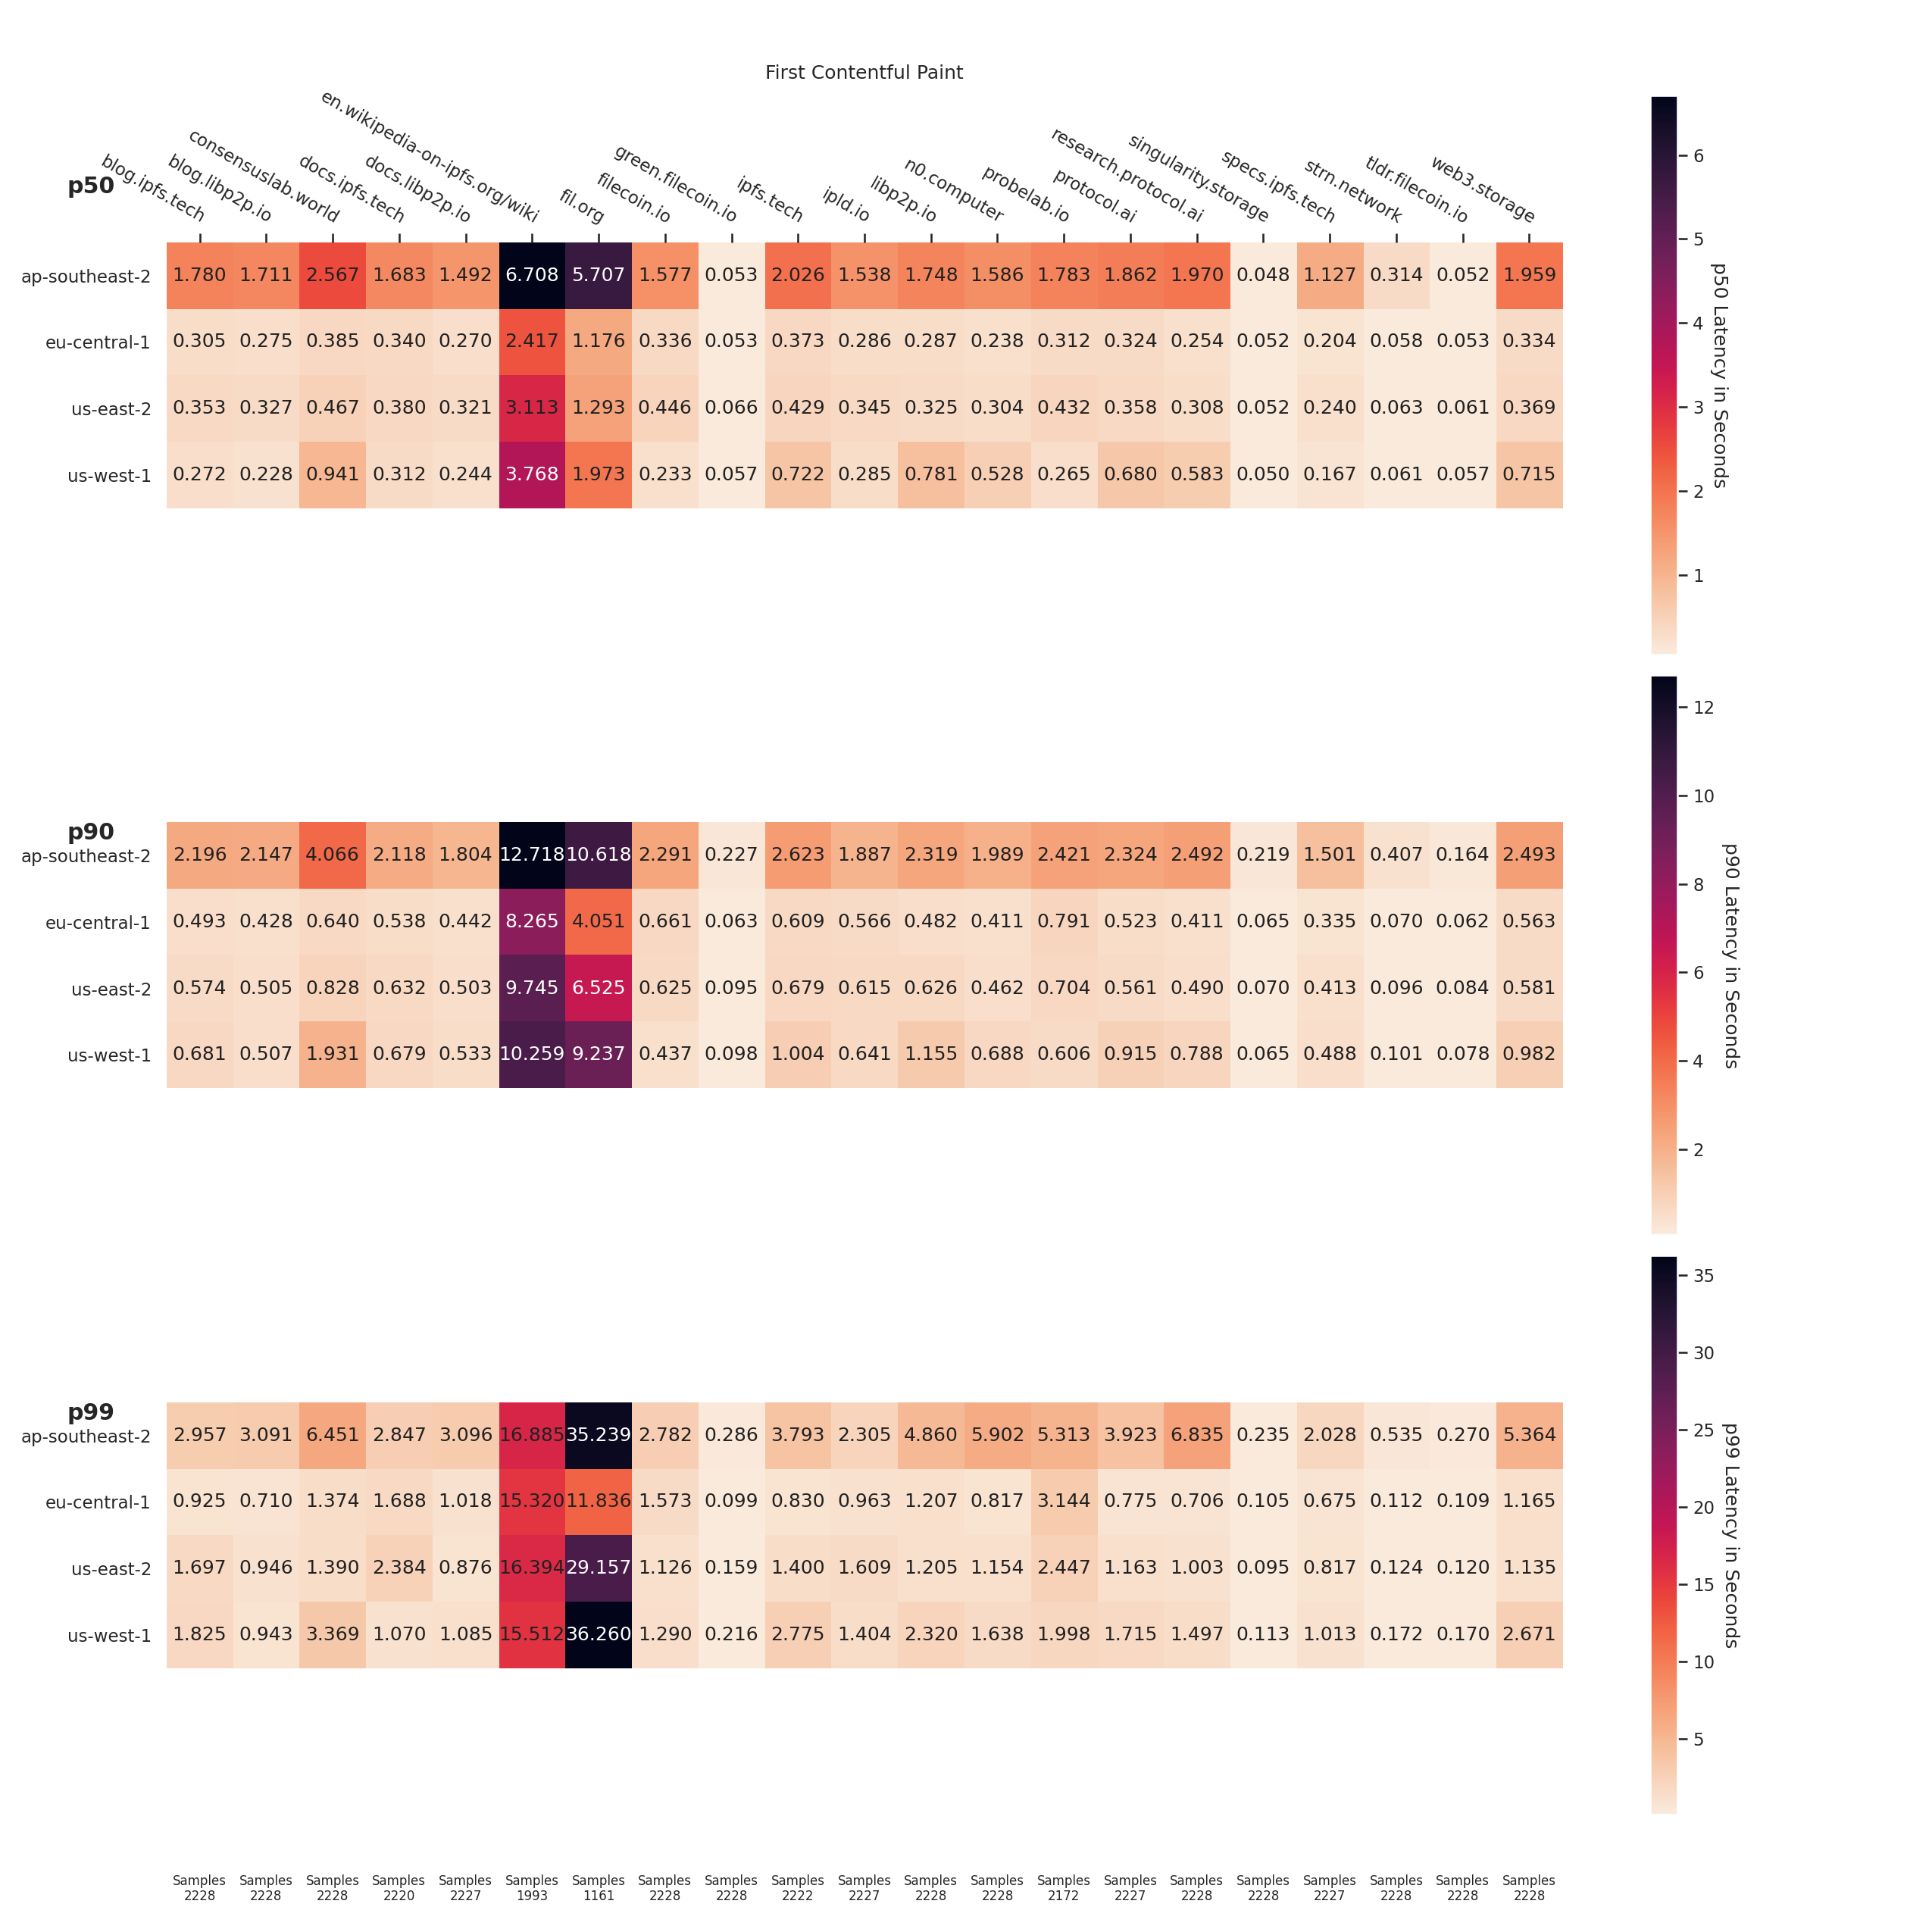 First Contentful Paint
p50
blog.ipfs.tech
blog.libp2p.io
consensuslab.world
docs.ipfs.tech
docs.libp2p.io
en.wikipedia-on-ipfs.org/wiki
fil.org
filecoin.io
green.filecoin.io
ipfs.tech
ipld.io
libp2p.io
n0.computer
probelab.io
protocol.ai
research.protocol.ai
singularity.storage
specs.ipfs.tech
strn.network
tldr.filecoin.io
web3.storage
ap-southeast-2 1.780 1.711 2.567 1.683 1.492 6.708 5.707 1.577 0.053 2.026 1.538 1.748 1.586 1.783 1.862 1.970 0.048 1.127 0.314 0.052 1.959
eu-central-1 0.305 0.275 0.385 0.340 0.270 2.417 1.176 0.336 0.053 0.373 0.286 0.287 0.238 0.312 0.324 0.254 0.052 0.204 0.058 0.053 0.334
us-east-2 0.353 0.327 0.467 0.380 0.321 3.113 1.293 0.446 0.066 0.429 0.345 0.325 0.304 0.432 0.358 0.308 0.052 0.240 0.063 0.061 0.369
us-west-1 0.272 0.228 0.941 0.312 0.244 3.768 1.973 0.233 0.057 0.722 0.285 0.781 0.528 0.265 0.680 0.583 0.050 0.167 0.061 0.057 0.715
6
5
4
3
2
1
p50 Latency in Seconds
p90
ap-southeast-2 2.196 2.147 4.066 2.118 1.804 12.718 10.618 2.291 0.227 2.623 1.887 2.319 1.989 2.421 2.324 2.492 0.219 1.501 0.407 0.164 2.493
eu-central-1 0.493 0.428 0.640 0.538 0.442 8.265 4.051 0.661 0.063 0.609 0.566 0.482 0.411 0.791 0.523 0.411 0.065 0.335 0.070 0.062 0.563
us-east-2 0.574 0.505 0.828 0.632 0.503 9.745 6.525 0.625 0.095 0.679 0.615 0.626 0.462 0.704 0.561 0.490 0.070 0.413 0.096 0.084 0.581
us-west-1 0.681 0.507 1.931 0.679 0.533 10.259 9.237 0.437 0.098 1.004 0.641 1.155 0.688 0.606 0.915 0.788 0.065 0.488 0.101 0.078 0.982
12
10
8
6
4
2
p90 Latency in Seconds
p99
ap-southeast-2 2.957 3.091 6.451 2.847 3.096 16.885 35.239 2.782 0.286 3.793 2.305 4.860 5.902 5.313 3.923 6.835 0.235 2.028 0.535 0.270 5.364
eu-central-1 0.925 0.710 1.374 1.688 1.018 15.320 11.836 1.573 0.099 0.830 0.963 1.207 0.817 3.144 0.775 0.706 0.105 0.675 0.112 0.109 1.165
us-east-2 1.697 0.946 1.390 2.384 0.876 16.394 29.157 1.126 0.159 1.400 1.609 1.205 1.154 2.447 1.163 1.003 0.095 0.817 0.124 0.120 1.135
us-west-1 1.825 0.943 3.369 1.070 1.085 15.512 36.260 1.290 0.216 2.775 1.404 2.320 1.638 1.998 1.715 1.497 0.113 1.013 0.172 0.170 2.671
35
30
25
20
15
10
5
p99 Latency in Seconds
Samples Samples Samples Samples Samples Samples Samples Samples Samples Samples Samples Samples Samples Samples Samples Samples Samples Samples Samples Samples Samples
2228 2228 2228 2220 2227 1993 1161 2228 2228 2222 2227 2228 2228 2172 2227 2228 2228 2227 2228 2228 2228